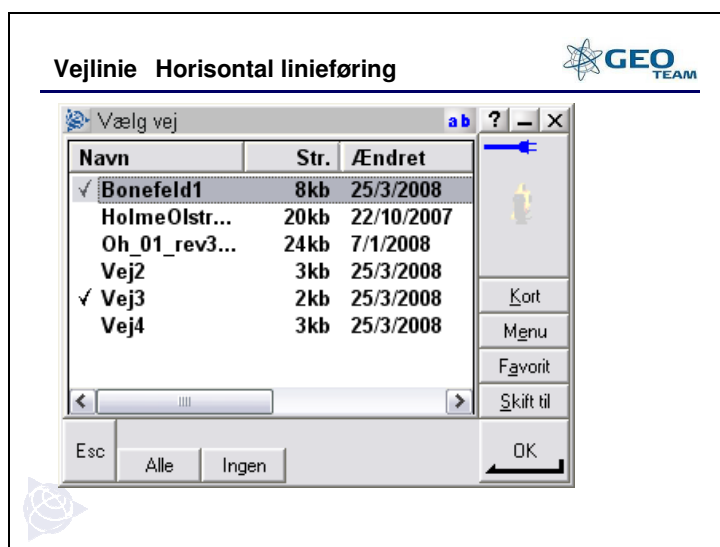 Vejlinie Horisontal linieføring
GEO
TEAM
Vælg vej
ab
?
Navn Str. Ændret
✓ Bonefeld1 8kb 25/3/2008
HolmeOlstr... 20kb 22/10/2007
Oh_01_rev3... 24kb 7/1/2008
Vej2 3kb 25/3/2008
✓ Vej3 2kb 25/3/2008
Vej4 3kb 25/3/2008
Kort
Menu
Favorit
Skift til
Esc
Alle
Ingen
OK